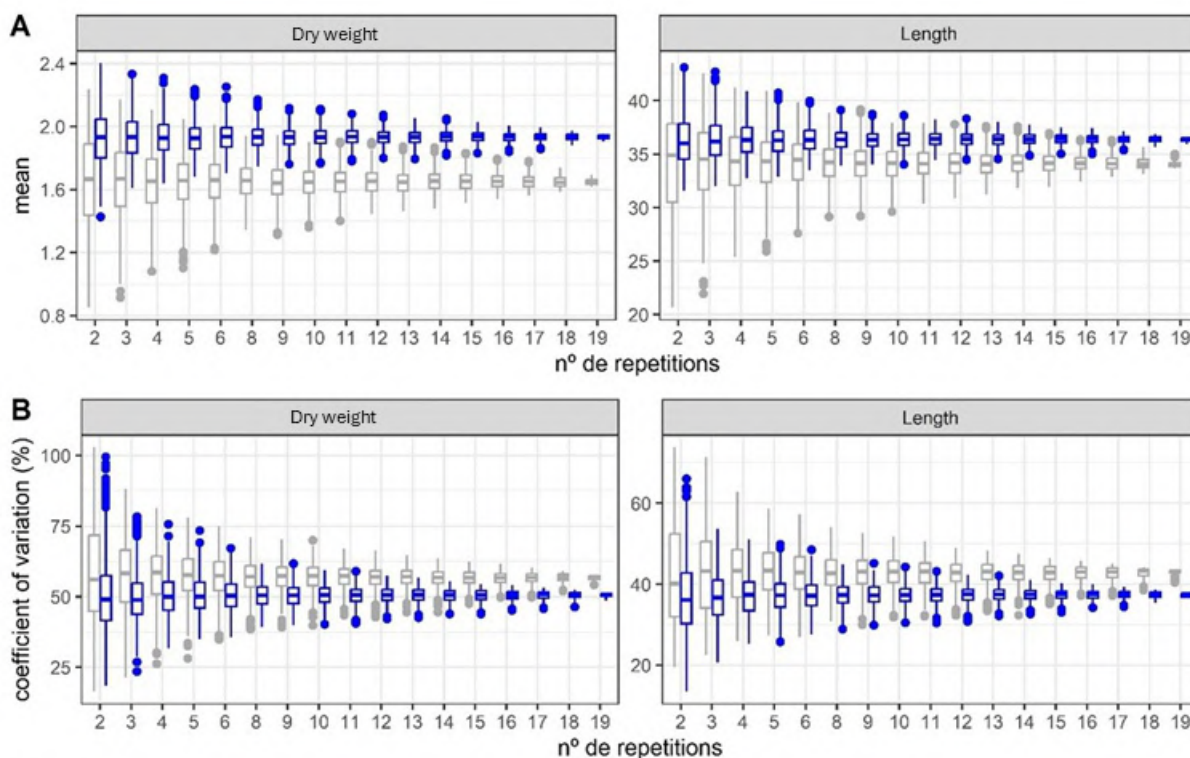 A
Dry weight
Length
mean
2.4
2.0
1.6
1.2
0.8
35
30
25
20
2 3 4 5 6 8 9 10 11 12 13 14 15 16 17 18 19
2 3 4 5 6 8 9 10 11 12 13 14 15 16 17 18 19
nº de repetitions
B
Dry weight
Length
coefficient of variation (%)
100
75
50
25
60
40
20
2 3 4 5 6 8 9 10 11 12 13 14 15 16 17 18 19
2 3 4 5 6 8 9 10 11 12 13 14 15 16 17 18 19
nº de repetitions